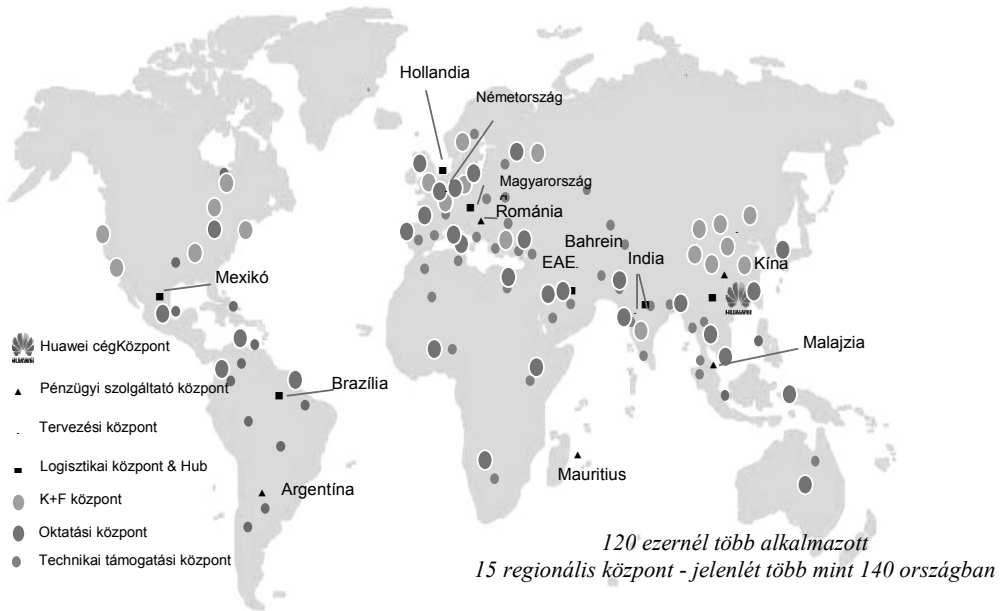 Hollandia
Németország
Magyarország
Románia
Bahrein
EAE
India
Kína
HUAWEI
Mexikó
Malajzia
Huawei cégKözpont
HUAWEI
Pénzügyi szolgáltató központ
Brazília
Tervezési központ
Logisztikai központ & Hub
Mauritius
K+F központ
Argentína
Oktatási központ
120 ezernél több alkalmazott
Technikai támogatási központ
15 regionális központ - jelenlét több mint 140 országban